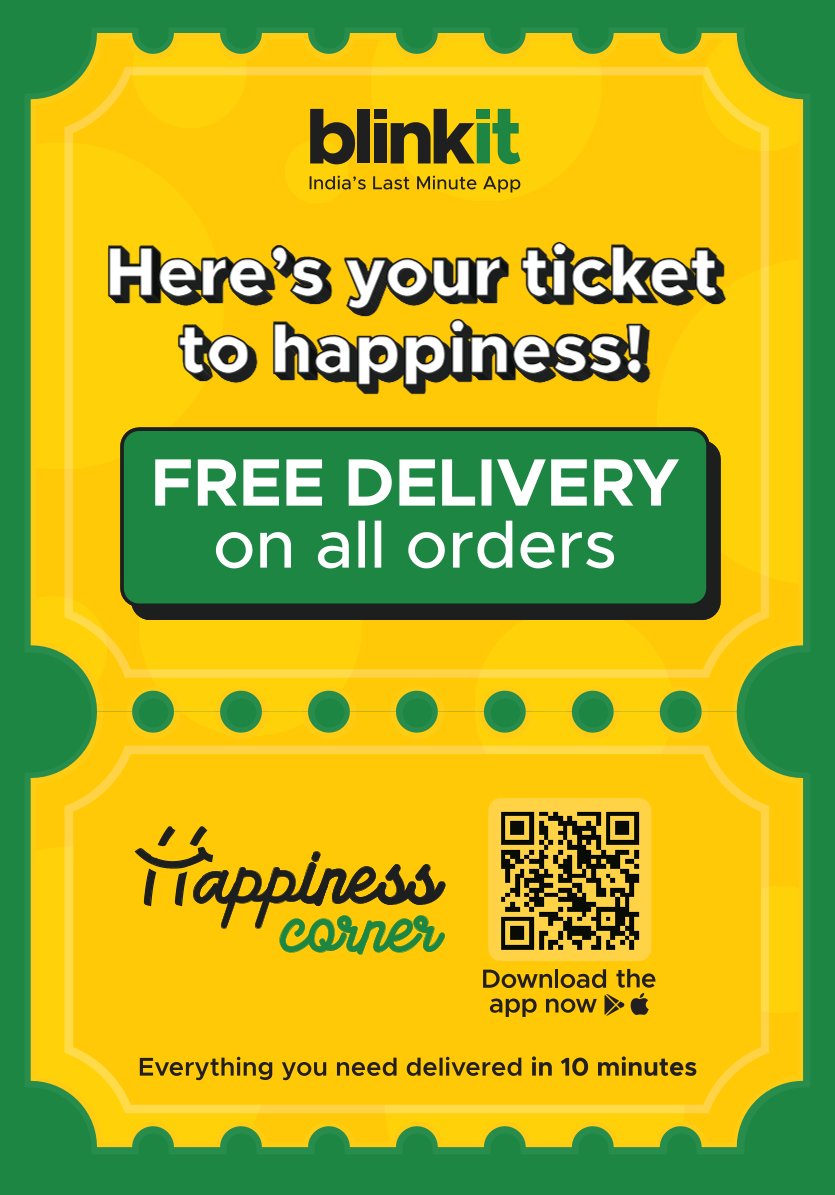 blinkit
India's Last Minute App
Here's your ticket
to happiness!
FREE DELIVERY
on all orders
Happiness
corner
Download the
app now
Everything you need delivered in 10 minutes